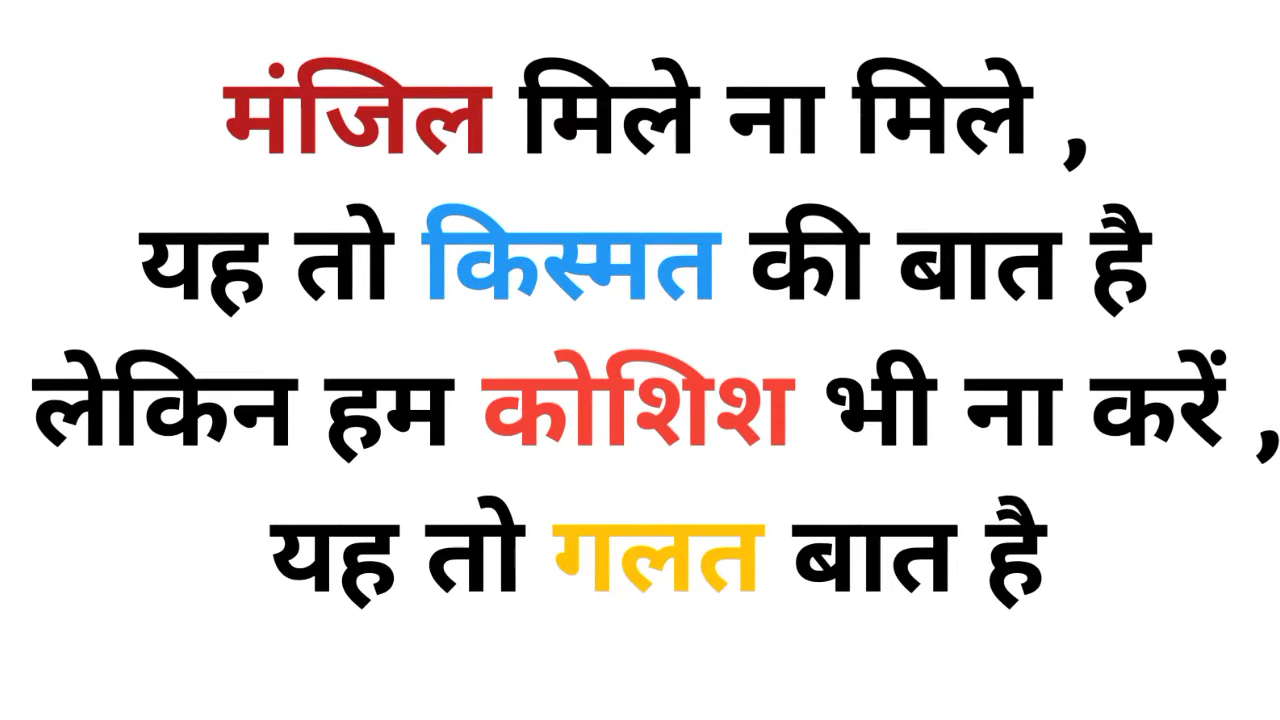 मंजिल मिले ना मिले ,
यह तो किस्मत की बात है
लेकिन हम कोशिश भी ना करें ,
यह तो गलत बात है